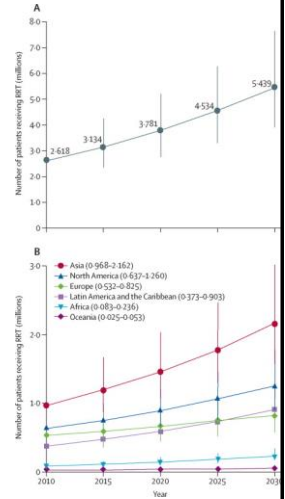 A
Number of patients receiving RRT (millions)
8·0
7·0
6·0
5·0
4·0
3·0
2·0
1·0
0
2·618
3·134
3·781
4·534
5·439
B
Number of patients receiving RRT (millions)
3·0
2·0
1·0
0
Asia (0·968–2·162)
North America (0·637–1·260)
Europe (0·532–0·825)
Latin America and the Caribbean (0·373–0·903)
Africa (0·083–0·236)
Oceania (0·025–0·053)
2010
2015
2020
2025
2030
Year